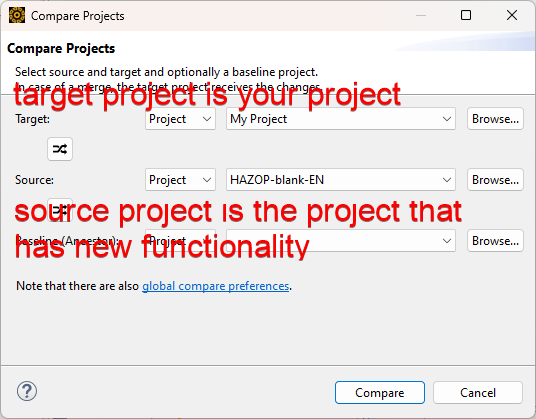 Compare Projects
Compare Projects
Select source and target and optionally a baseline project.
In case of a merge, the target project receives the changes.
target project is your project
Target: Project My Project Browse...
Source: Project HAZOP-blank-EN Browse...
source project is the project that
has new functionality
Baseline (Ancestor): Project Browse...
Note that there are also global compare preferences.
? Compare Cancel